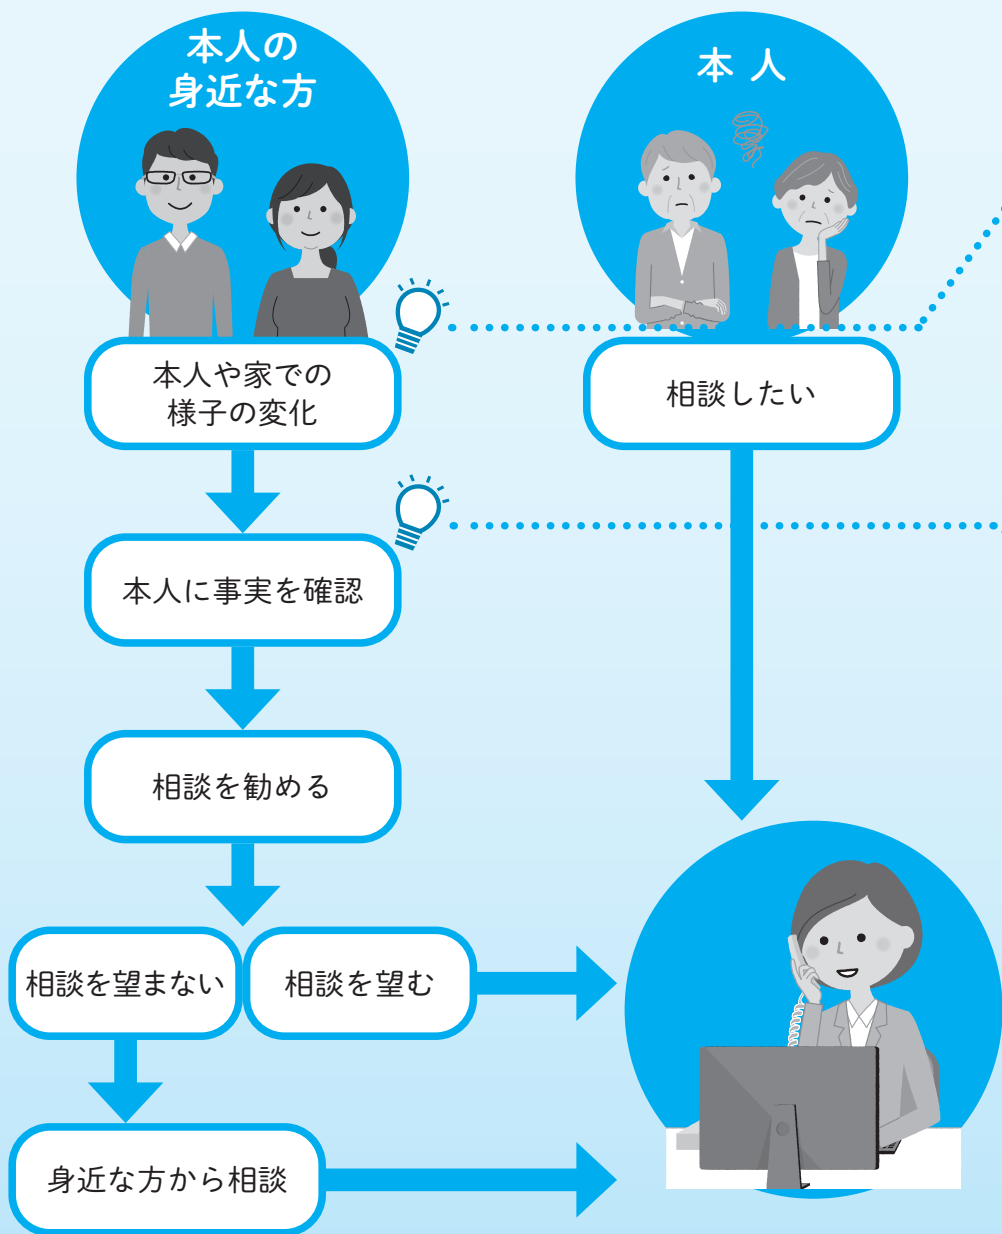 本人の
身近な方
本人
本人や家での
様子の変化
相談したい
本人に事実を確認
相談を勧める
相談を望まない
相談を望む
身近な方から相談